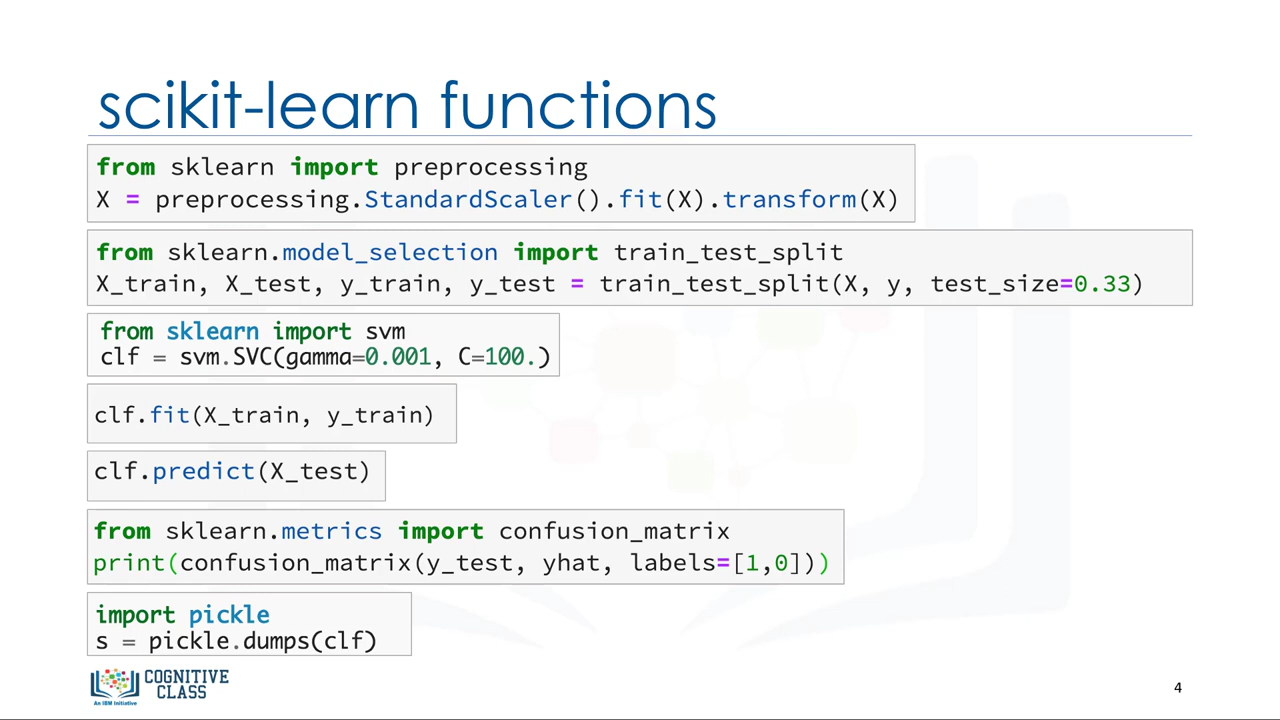 scikit-learn functions
from sklearn import preprocessing
X = preprocessing.StandardScaler().fit(X).transform(X)
from sklearn.model_selection import train_test_split
X_train, X_test, y_train, y_test = train_test_split(X, y, test_size=0.33)
from sklearn import svm
clf = svm.SVC(gamma=0.001, C=100.)
clf.fit(X_train, y_train)
clf.predict(X_test)
from sklearn.metrics import confusion_matrix
print(confusion_matrix(y_test, yhat, labels=[1,0]))
import pickle
s = pickle.dumps(clf)
COGNITIVE
CLASS
An IBM Initiative
4